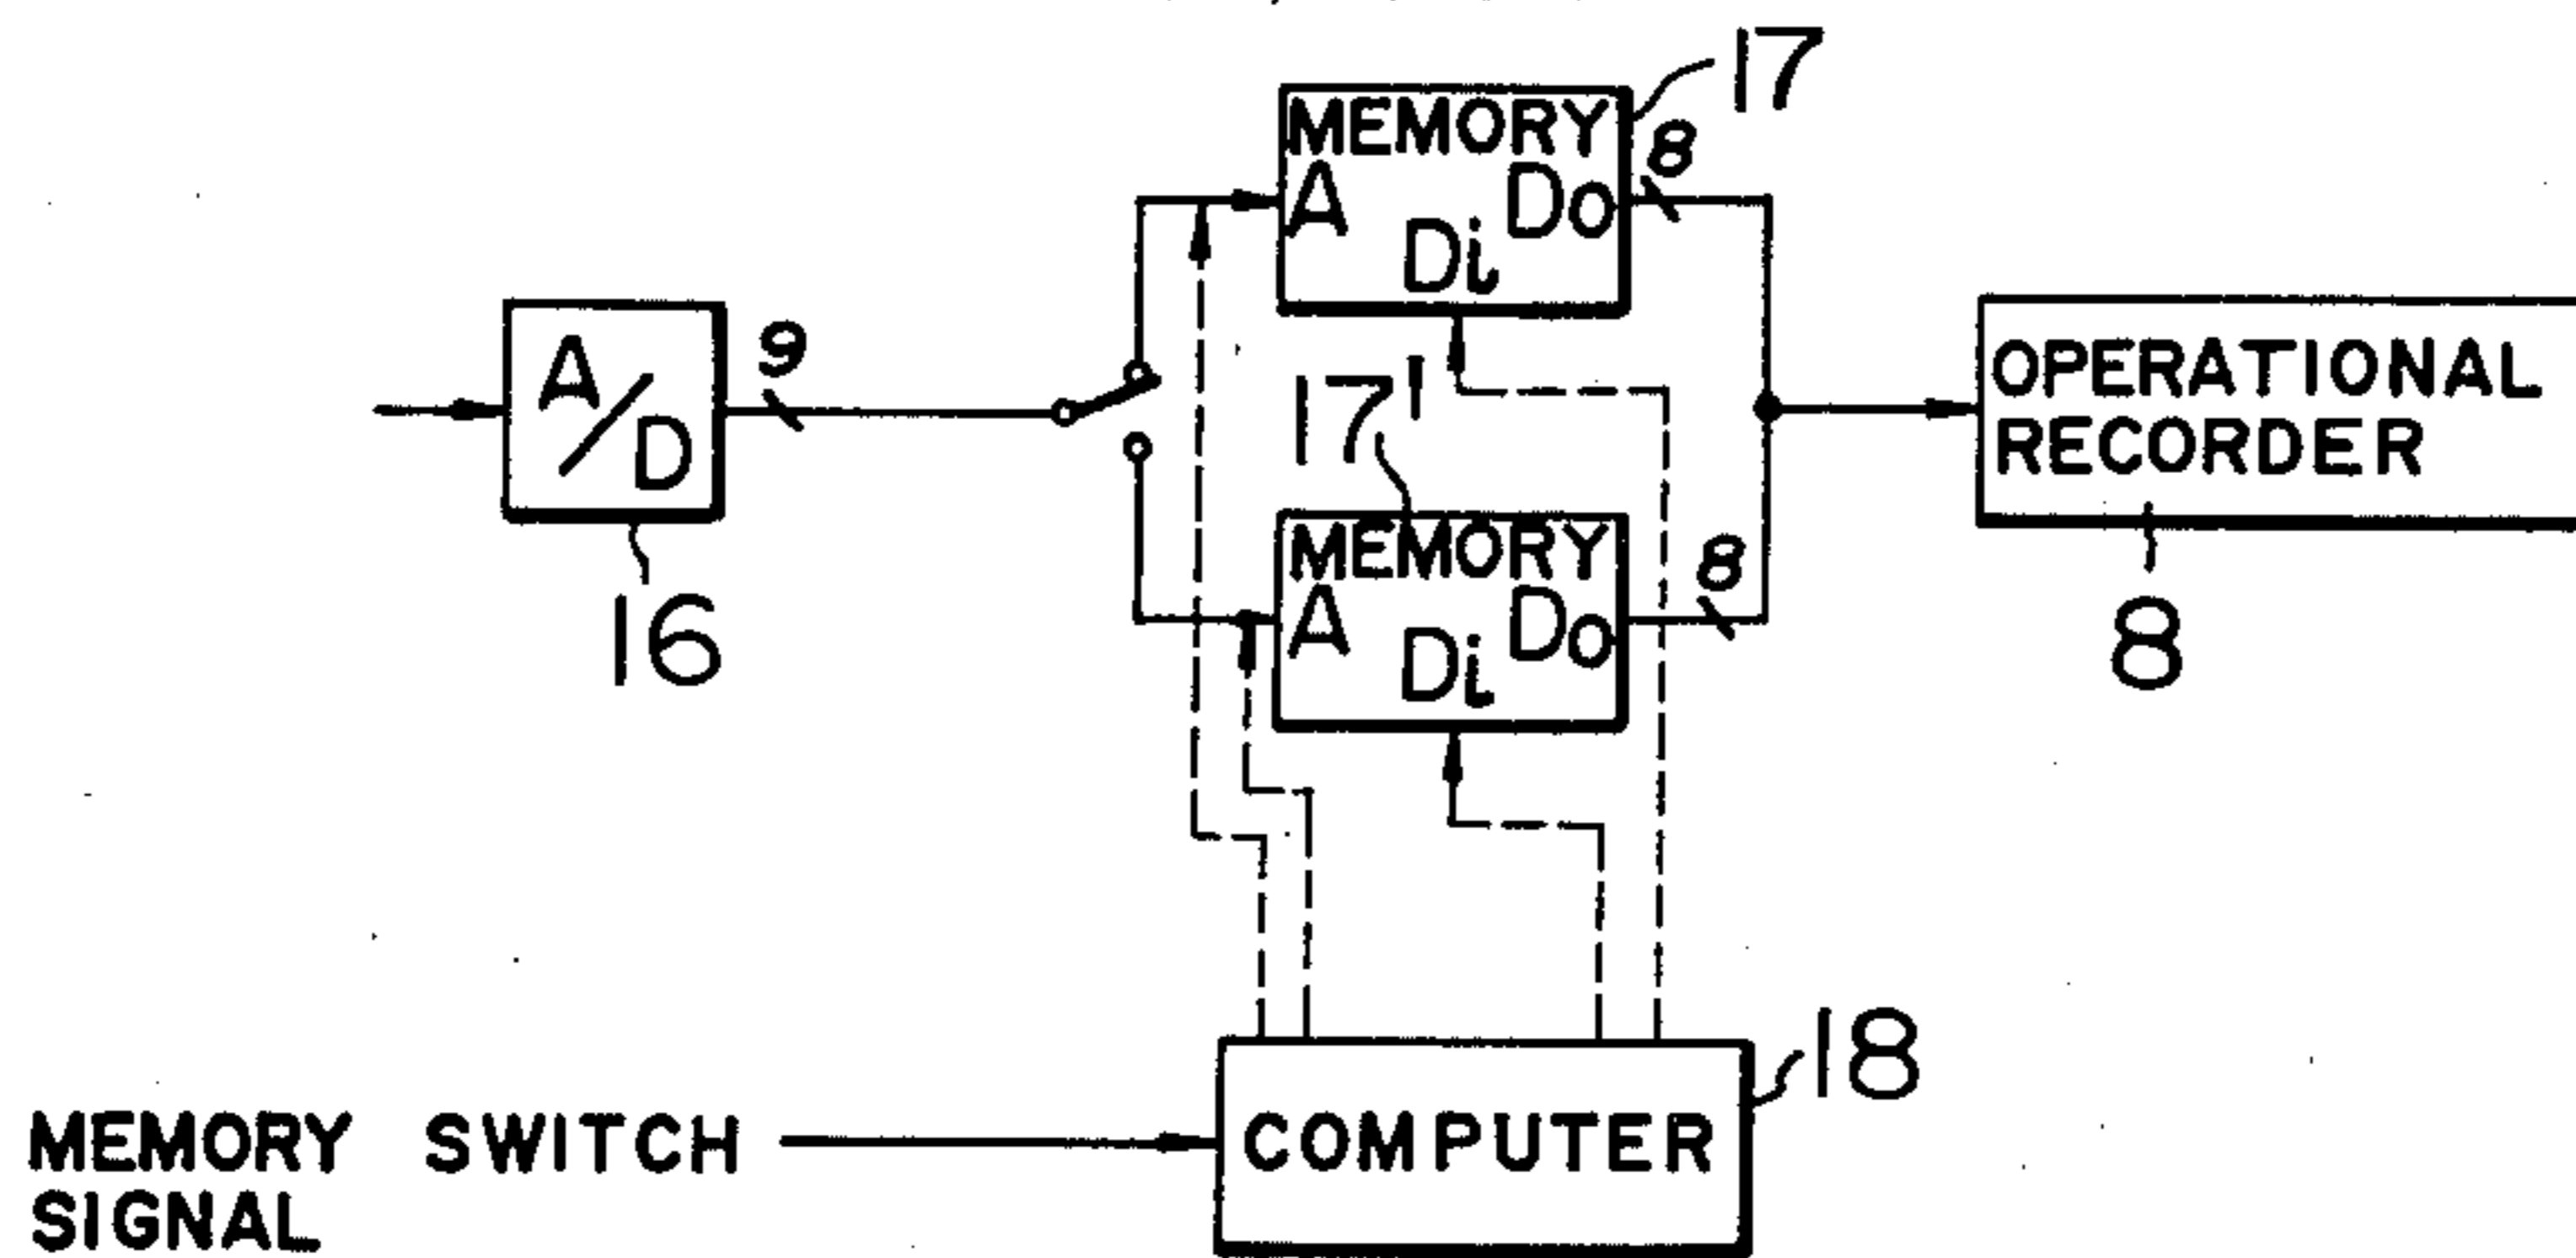 17
MEMORY
8
A
Do
Di
A/D
9
16
17'
MEMORY
8
A
Do
Di
OPERATIONAL
RECORDER
8
18
COMPUTER
MEMORY SWITCH
SIGNAL